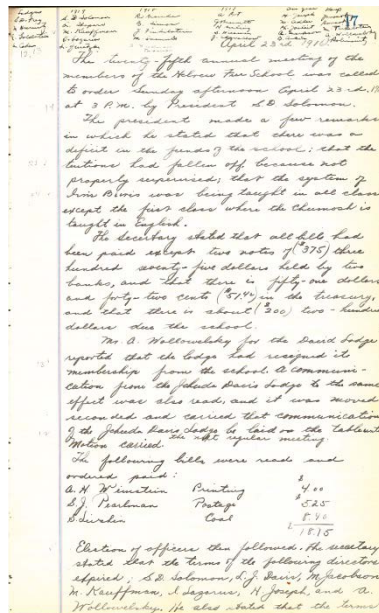 47
S. D. Solomon
M. Kauffman
April 23rd 1916
The twenty fifth annual meeting of the
members of the Hebrew Free School was called
to order Sunday afternoon April 23rd,
at 3 P.M. by President S. D. Solomon.
The president made a few remarks
in which he stated that there was a
deficit in the funds of the school; that the
tuitions had fallen off because not
properly supervised; that the system of
Ivris Bivris was being taught in all classes
except the first class where the Chumosh is
taught in English.
The Secretary stated that all bills had
been paid except two notes of ($375) three
hundred seventy-five dollars held by two
banks, and that there is fifty-one dollars
and forty-two cents ($51.42) in the treasury,
and that there is about ($200) two-hundred
dollars due the school.
Mr. A. Wollowelsky for the David Lodge
reported that the lodge had resigned it
membership from the school. A communi-
cation from the Jehuda Davis Lodge to the same
effect was also read, and it was moved
seconded and carried that communication
of the Jehuda Davis Lodge be laid on the table until
the next regular meeting.
Motion carried
The following bills were read and
ordered paid:
A. H. Weinstein Printing $4.00
S. J. Pearlman Postage 5.25
S. Livshin Coal 8.90
$18.15
Election of officers then followed. The secretary
stated that the terms of the following directors
expired; S. D. Solomon, L. J. Davis, M. Jacobson
M. Kauffman, I Lazarus, H. Joseph, and A.
Wollowelsky. He also stated that the terms